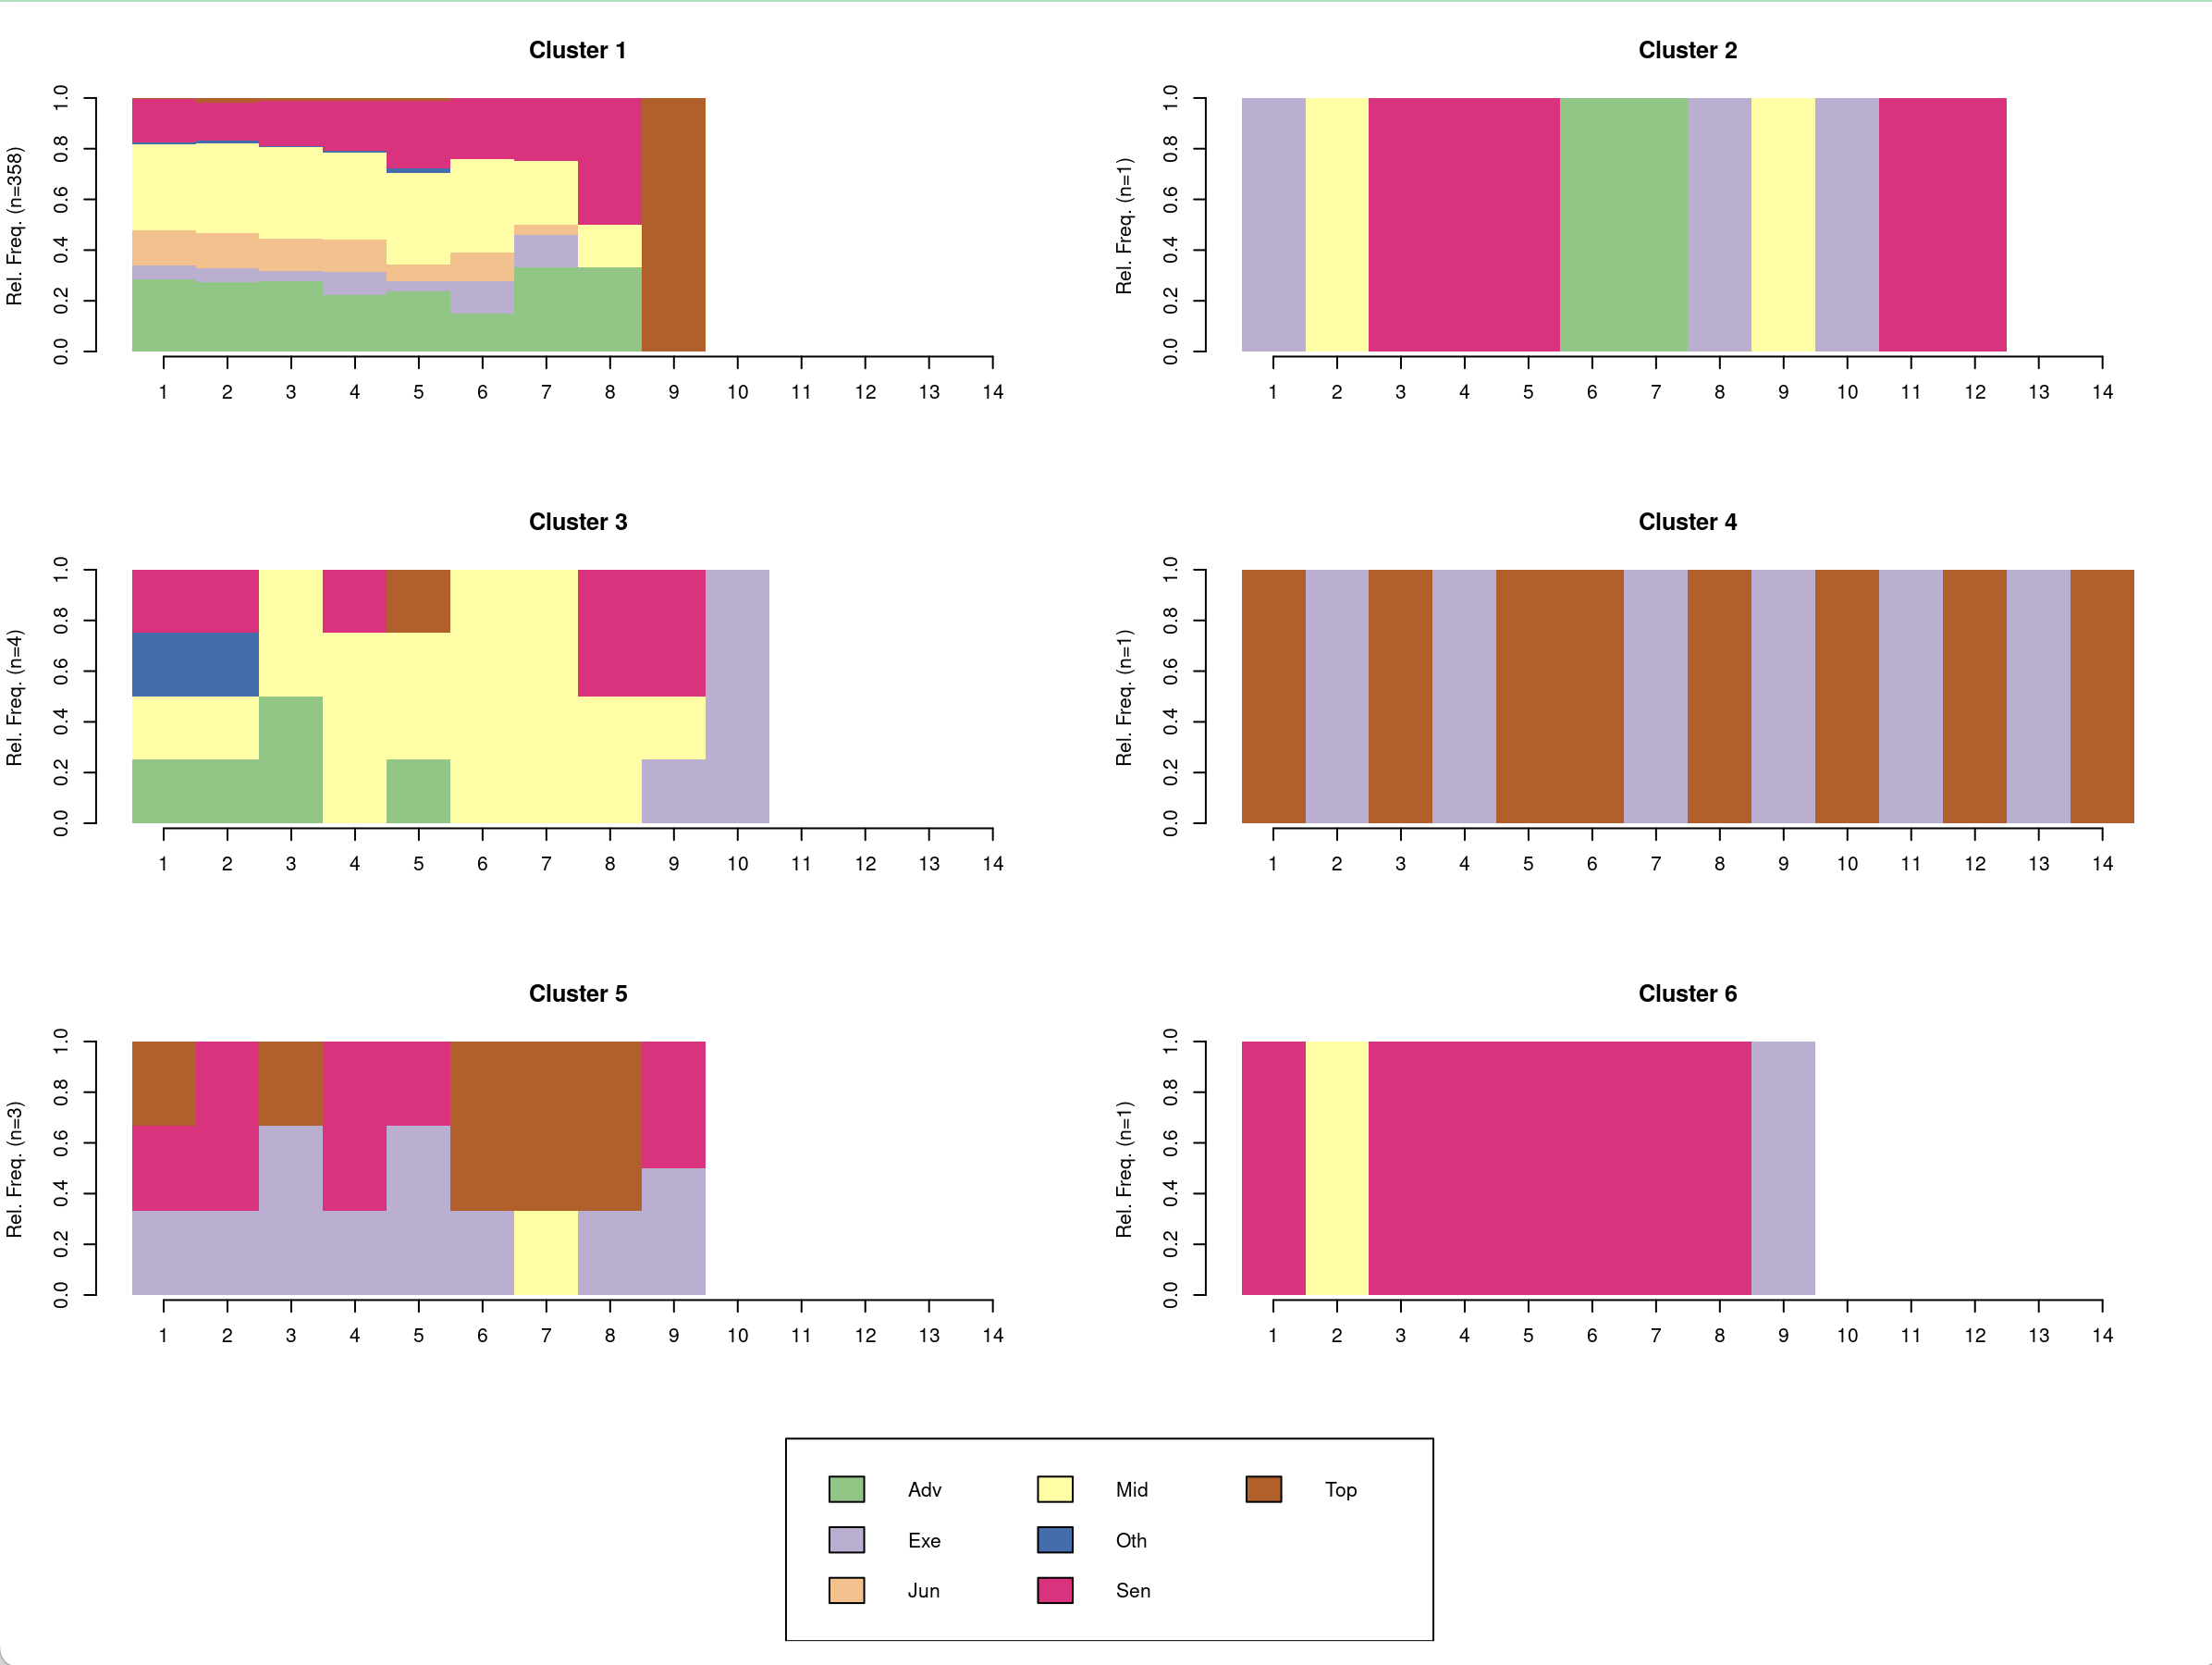 Cluster 1
Rel. Freq. (n=358)
0.0 0.2 0.4 0.6 0.8 1.0
1 2 3 4 5 6 7 8 9 10 11 12 13 14
Cluster 2
Rel. Freq. (n=1)
0.0 0.2 0.4 0.6 0.8 1.0
1 2 3 4 5 6 7 8 9 10 11 12 13 14
Cluster 3
Rel. Freq. (n=4)
0.0 0.2 0.4 0.6 0.8 1.0
1 2 3 4 5 6 7 8 9 10 11 12 13 14
Cluster 4
Rel. Freq. (n=1)
0.0 0.2 0.4 0.6 0.8 1.0
1 2 3 4 5 6 7 8 9 10 11 12 13 14
Cluster 5
Rel. Freq. (n=3)
0.0 0.2 0.4 0.6 0.8 1.0
1 2 3 4 5 6 7 8 9 10 11 12 13 14
Cluster 6
Rel. Freq. (n=1)
0.0 0.2 0.4 0.6 0.8 1.0
1 2 3 4 5 6 7 8 9 10 11 12 13 14
Adv Mid Top
Exe Oth
Jun Sen